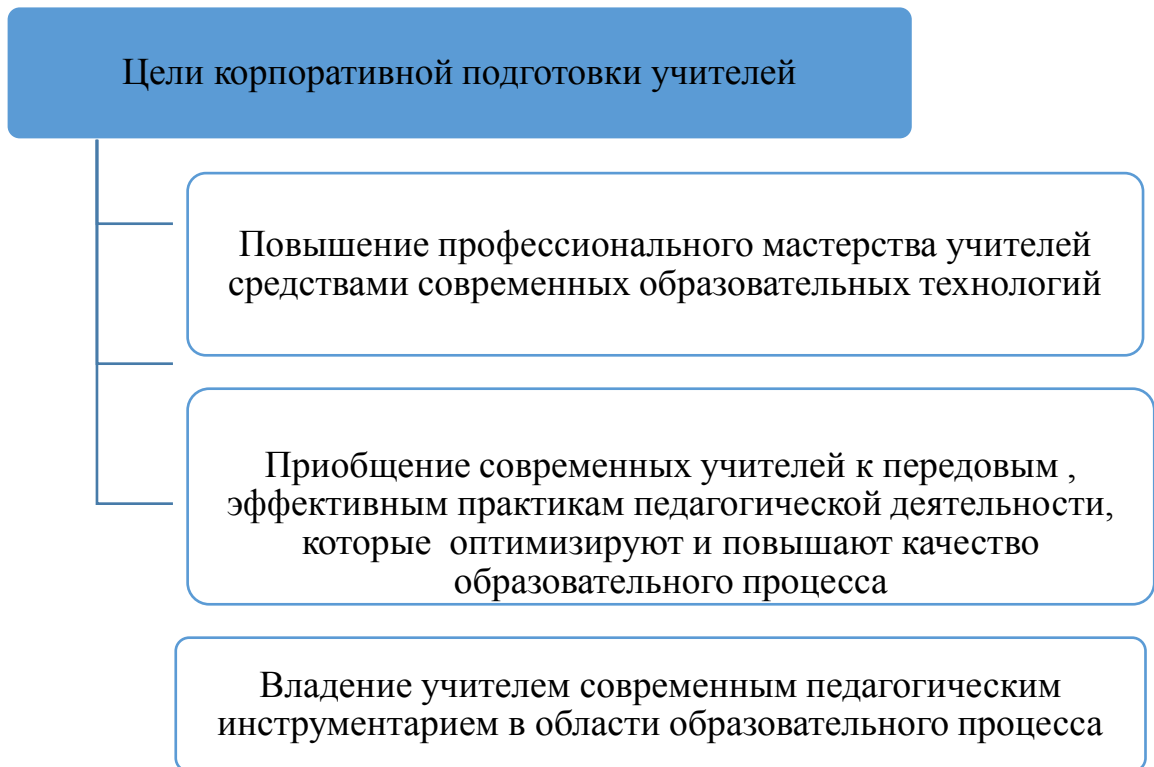 Цели корпоративной подготовки учителей
Повышение профессионального мастерства учителей
средствами современных образовательных технологий
Приобщение современных учителей к передовым ,
эффективным практикам педагогической деятельности,
которые  оптимизируют и повышают качество
образовательного процесса
Владение учителем современным педагогическим
инструментарием в области образовательного процесса